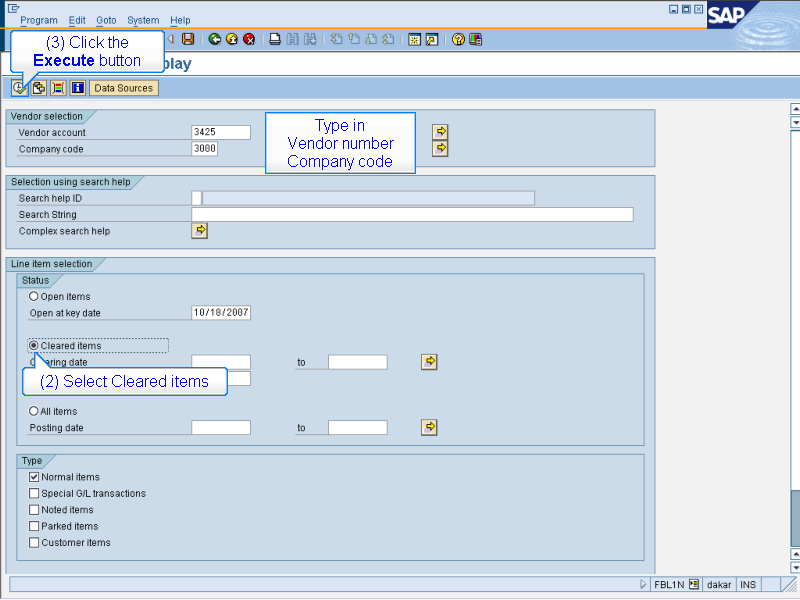 Program Edit Goto System Help
SAP
(3) Click the
Execute button
play
Data Sources
Vendor selection
Vendor account 3425
Company code 3000
Type in
Vendor number
Company code
Selection using search help
Search help ID
Search String
Complex search help
Line item selection
Status
Open items
Open at key date 10/18/2007
Cleared items
aring date to
(2) Select Cleared items
All items
Posting date to
Type
Normal items
Special G/L transactions
Noted items
Parked items
Customer items
FBL1N dakar INS